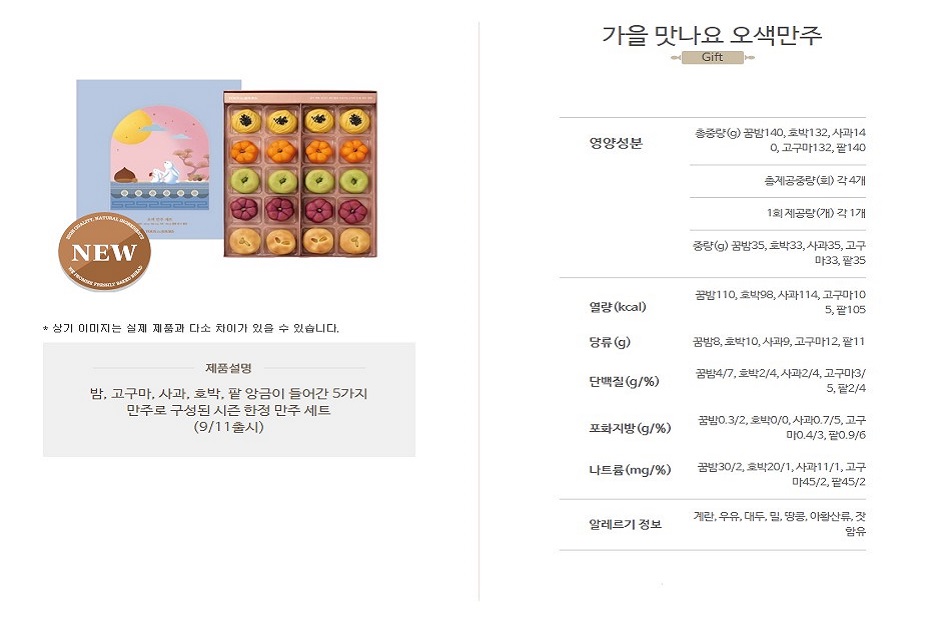 HIGH QUALITY, NATURAL INGREDIENTS
NEW
WE PROMISE FRESHLY BAKED BREAD
* 상기 이미지는 실제 제품과 다소 차이가 있을 수 있습니다.
제품설명
밤, 고구마, 사과, 호박, 팥 앙금이 들어간 5가지
만주로 구성된 시즌 한정 만주 세트
(9/11출시)
가을 맛나요 오색만주
Gift
영양성분
총중량(g) 꿈밤140, 호박132, 사과14
0, 고구마132, 팥140
총제공중량(회) 각 4개
1회 제공량(개) 각 1개
중량(g) 꿈밤35, 호박33, 사과35, 고구
마33, 팥35
열량(kcal)
꿈밤110, 호박98, 사과114, 고구마10
5, 팥105
당류(g)
꿈밤8, 호박10, 사과9, 고구마12, 팥11
단백질(g/%)
꿈밤4/7, 호박2/4, 사과2/4, 고구마3/
5, 팥2/4
포화지방(g/%)
꿈밤0.3/2, 호박0/0, 사과0.7/5, 고구
마0.4/3, 팥0.9/6
나트륨(mg/%)
꿈밤30/2, 호박20/1, 사과11/1, 고구
마45/2, 팥45/2
알레르기 정보
계란, 우유, 대두, 밀, 땅콩, 아황산류, 잣
함유